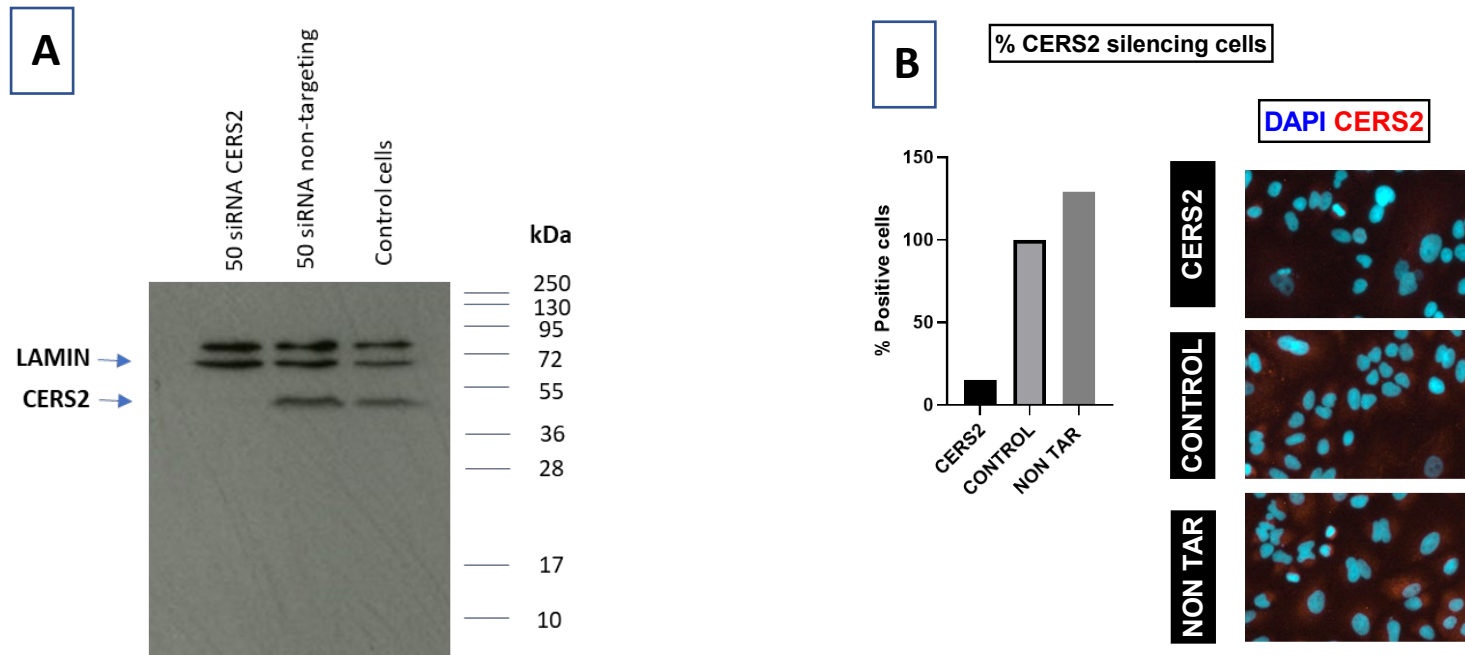 A
50 siRNA CERS2
50 siRNA non-targeting
Control cells
kDa
250
130
95
72
55
36
28
17
10
LAMIN
CERS2
B
% CERS2 silencing cells
DAPI CERS2
% Positive cells
150
100
50
0
CERS2
CONTROL
NON TAR
CERS2
CONTROL
NON TAR